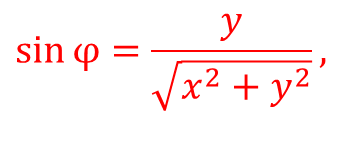 sin φ = y / √(x² + y²),